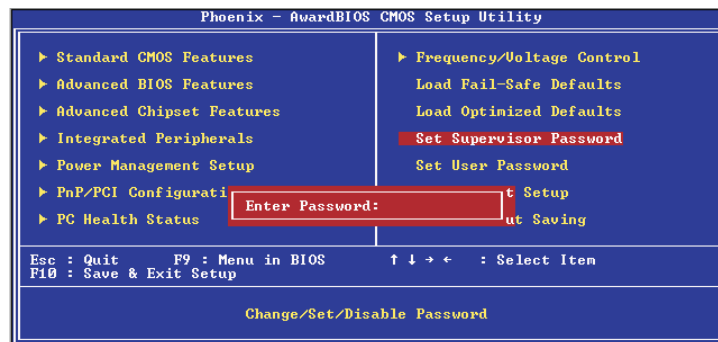 Phoenix - AwardBIOS CMOS Setup Utility
▶ Standard CMOS Features
▶ Advanced BIOS Features
▶ Advanced Chipset Features
▶ Integrated Peripherals
▶ Power Management Setup
▶ PnP/PCI Configurati
▶ PC Health Status
▶ Frequency/Voltage Control
Load Fail-Safe Defaults
Load Optimized Defaults
Set Supervisor Password
Set User Password
t Setup
ut Saving
Enter Password:
Esc : Quit F9 : Menu in BIOS ↑ ↓ → ← : Select Item
F10 : Save & Exit Setup
Change/Set/Disable Password